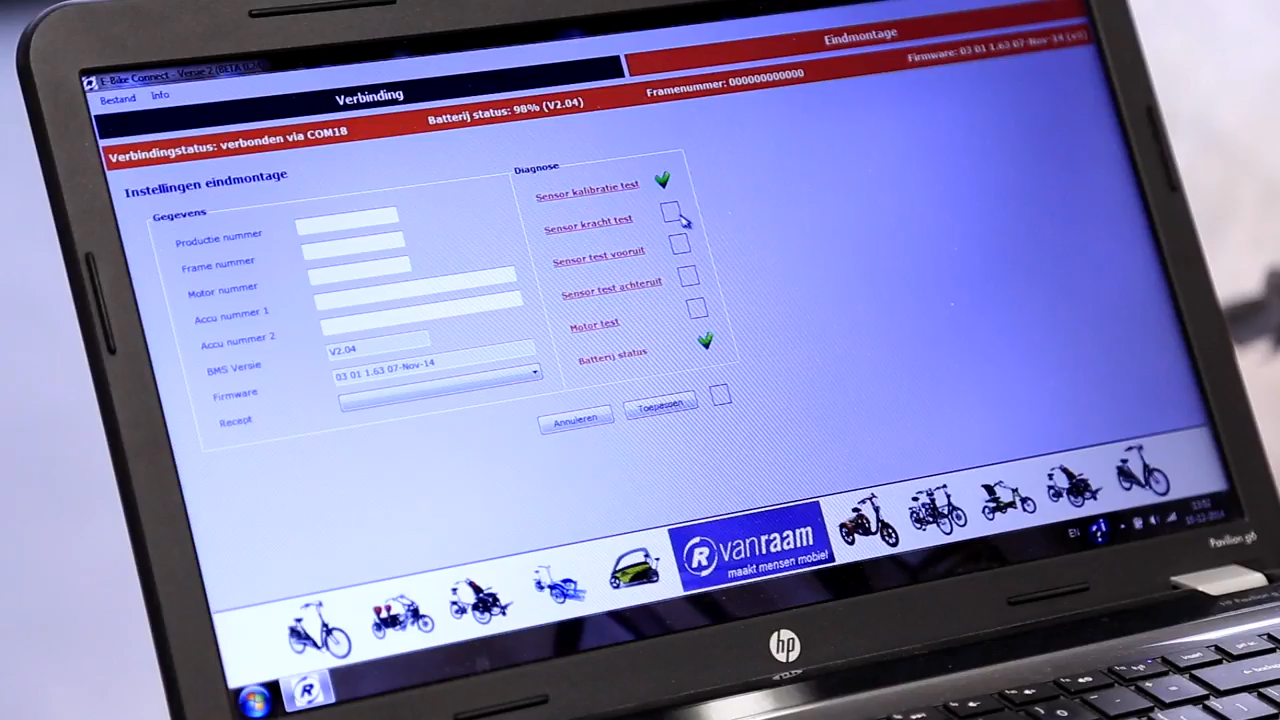 E-Bike Connect - Versie 2 (BETA
Bestand Info
Verbinding
Eindmontage
Verbindingstatus: verbonden via COM18
Batterij status: 98% (V2.04)
Framenummer: 000000000000
Firmware: 03 01 1.63 07-Nov-14
Instellingen eindmontage
Gegevens
Productie nummer
Frame nummer
Motor nummer
Accu nummer 1
Accu nummer 2
BMS Versie
V2.04
Firmware
03 01 1.63 07-Nov-14
Recept
Diagnose
Sensor kalibratie test
Sensor kracht test
Sensor test vooruit
Sensor test achteruit
Motor test
Batterij status
Annuleren
Toepassen
R vanraam
maakt mensen mobiel
EN
Pavilion g6
hp